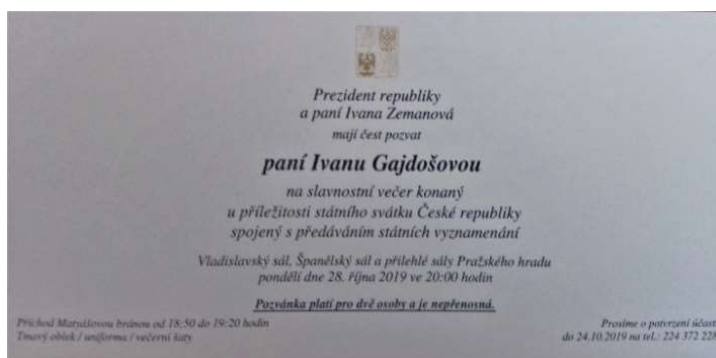 Prezident republiky
a paní Ivana Zemanová
mají čest pozvat
paní Ivanu Gajdošovou
na slavnostní večer konaný
u příležitosti státního svátku České republiky
spojený s předáváním státních vyznamenání
Vladislavský sál, Španělský sál a přilehlé sály Pražského hradu
pondělí dne 28. října 2019 ve 20:00 hodin
Pozvánka platí pro dvě osoby a je nepřenosná.
Příchod Matyášovou bránou od 18:50 do 19:20 hodin
Tmavý oblek / uniforma / večerní šaty
Prosíme o potvrzení účasti
do 24.10.2019 na tel.: 224 372 228